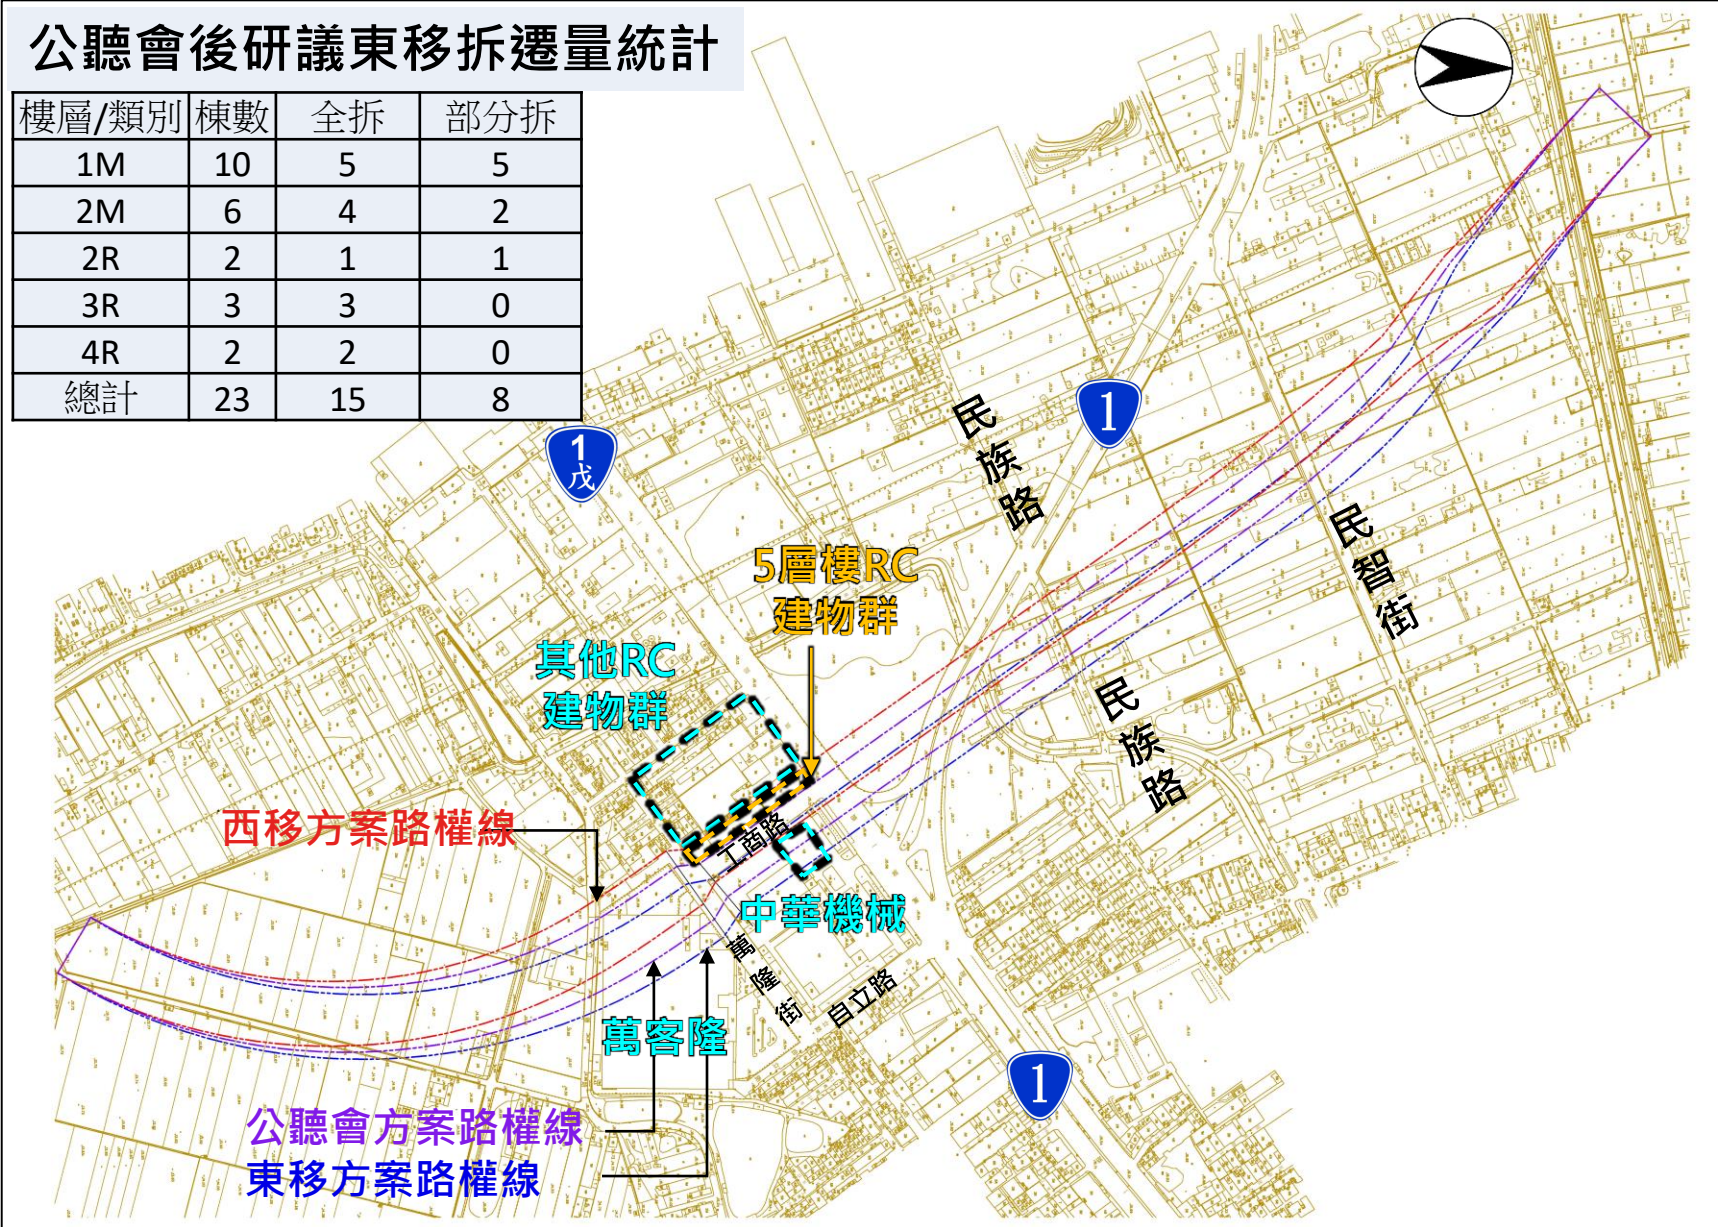 公聽會後研議東移拆遷量統計
樓層/類別 棟數 全拆 部分拆
1M 10 5 5
2M 6 4 2
2R 2 1 1
3R 3 3 0
4R 2 2 0
總計 23 15 8
1
戊
1
民族路
民智街
5層樓RC
建物群
其他RC
建物群
民族路
西移方案路權線
工商路
中華機械
萬隆街
自立路
萬客隆
1
公聽會方案路權線
東移方案路權線